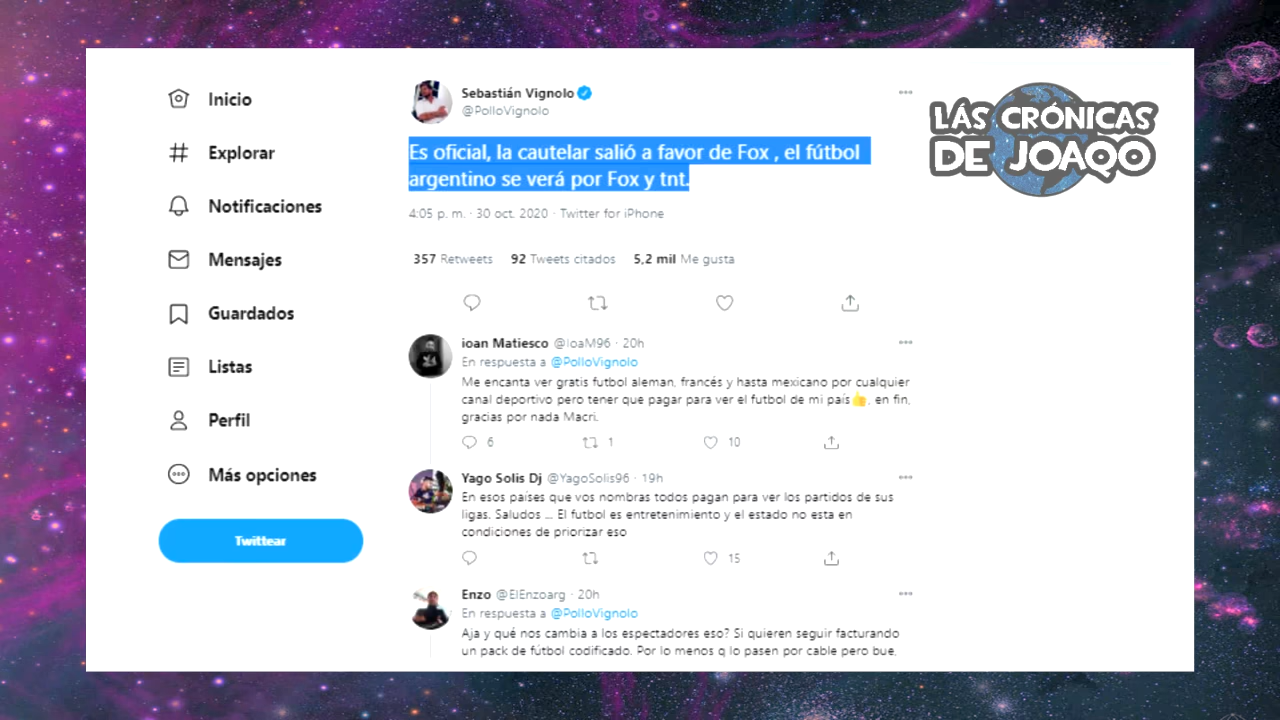 Inicio
Explorar
Notificaciones
Mensajes
Guardados
Listas
Perfil
Más opciones
Twittear
Sebastián Vignolo
@PolloVignolo
Es oficial, la cautelar salió a favor de Fox , el fútbol
argentino se verá por Fox y tnt.
4:05 p. m. · 30 oct. 2020 · Twitter for iPhone
357 Retweets 92 Tweets citados 5,2 mil Me gusta
ioan Matiesco @IoaM96 · 20h
En respuesta a @PolloVignolo
Me encanta ver gratis futbol aleman, francés y hasta mexicano por cualquier
canal deportivo pero tener que pagar para ver el futbol de mi país👍, en fin,
gracias por nada Macri.
6 1 10
Yago Solis Dj @YagoSolis96 · 19h
En esos países que vos nombras todos pagan para ver los partidos de sus
ligas. Saludos ... El futbol es entretenimiento y el estado no esta en
condiciones de priorizar eso
15
Enzo @ElEnzoarg · 20h
En respuesta a @PolloVignolo
Aja y qué nos cambia a los espectadores eso? Si quieren seguir facturando
un pack de fútbol codificado. Por lo menos q lo pasen por cable pero bue,
LÁS CRÓNICAS
DE JOAQO